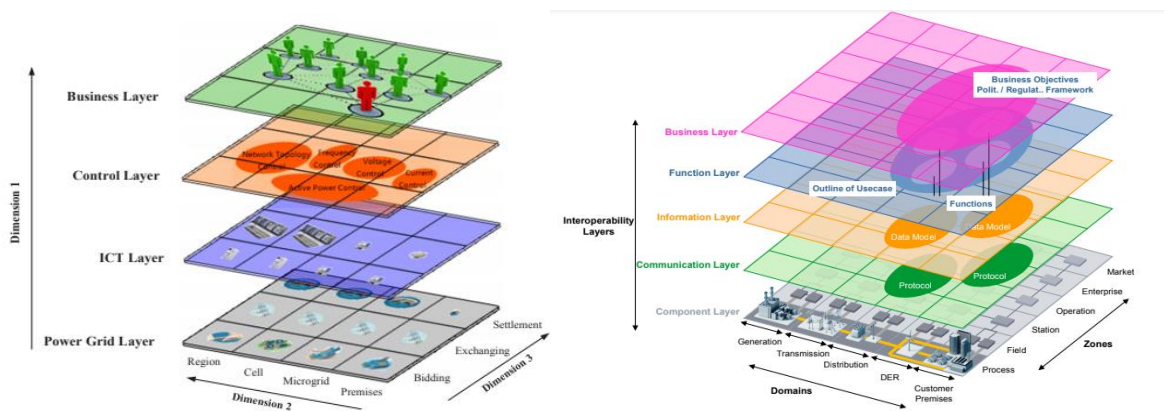 Dimension 1
Business Layer
Network Topology
Control
Frequency
Control
Voltage
Control
Current
Control
Active Power Control
Control Layer
ICT Layer
Power Grid Layer
Region
Cell
Microgrid
Premises
Dimension 2
Settlement
Exchanging
Bidding
Dimension 3
Business Objectives
Polit. / Regulat.. Framework
Business Layer
Function Layer
Outline of Usecase
Functions
Interoperability
Layers
Information Layer
Data Model
Data Model
Communication Layer
Protocol
Protocol
Component Layer
Generation
Transmission
Distribution
DER
Customer
Premises
Domains
Market
Enterprise
Operation
Station
Field
Process
Zones